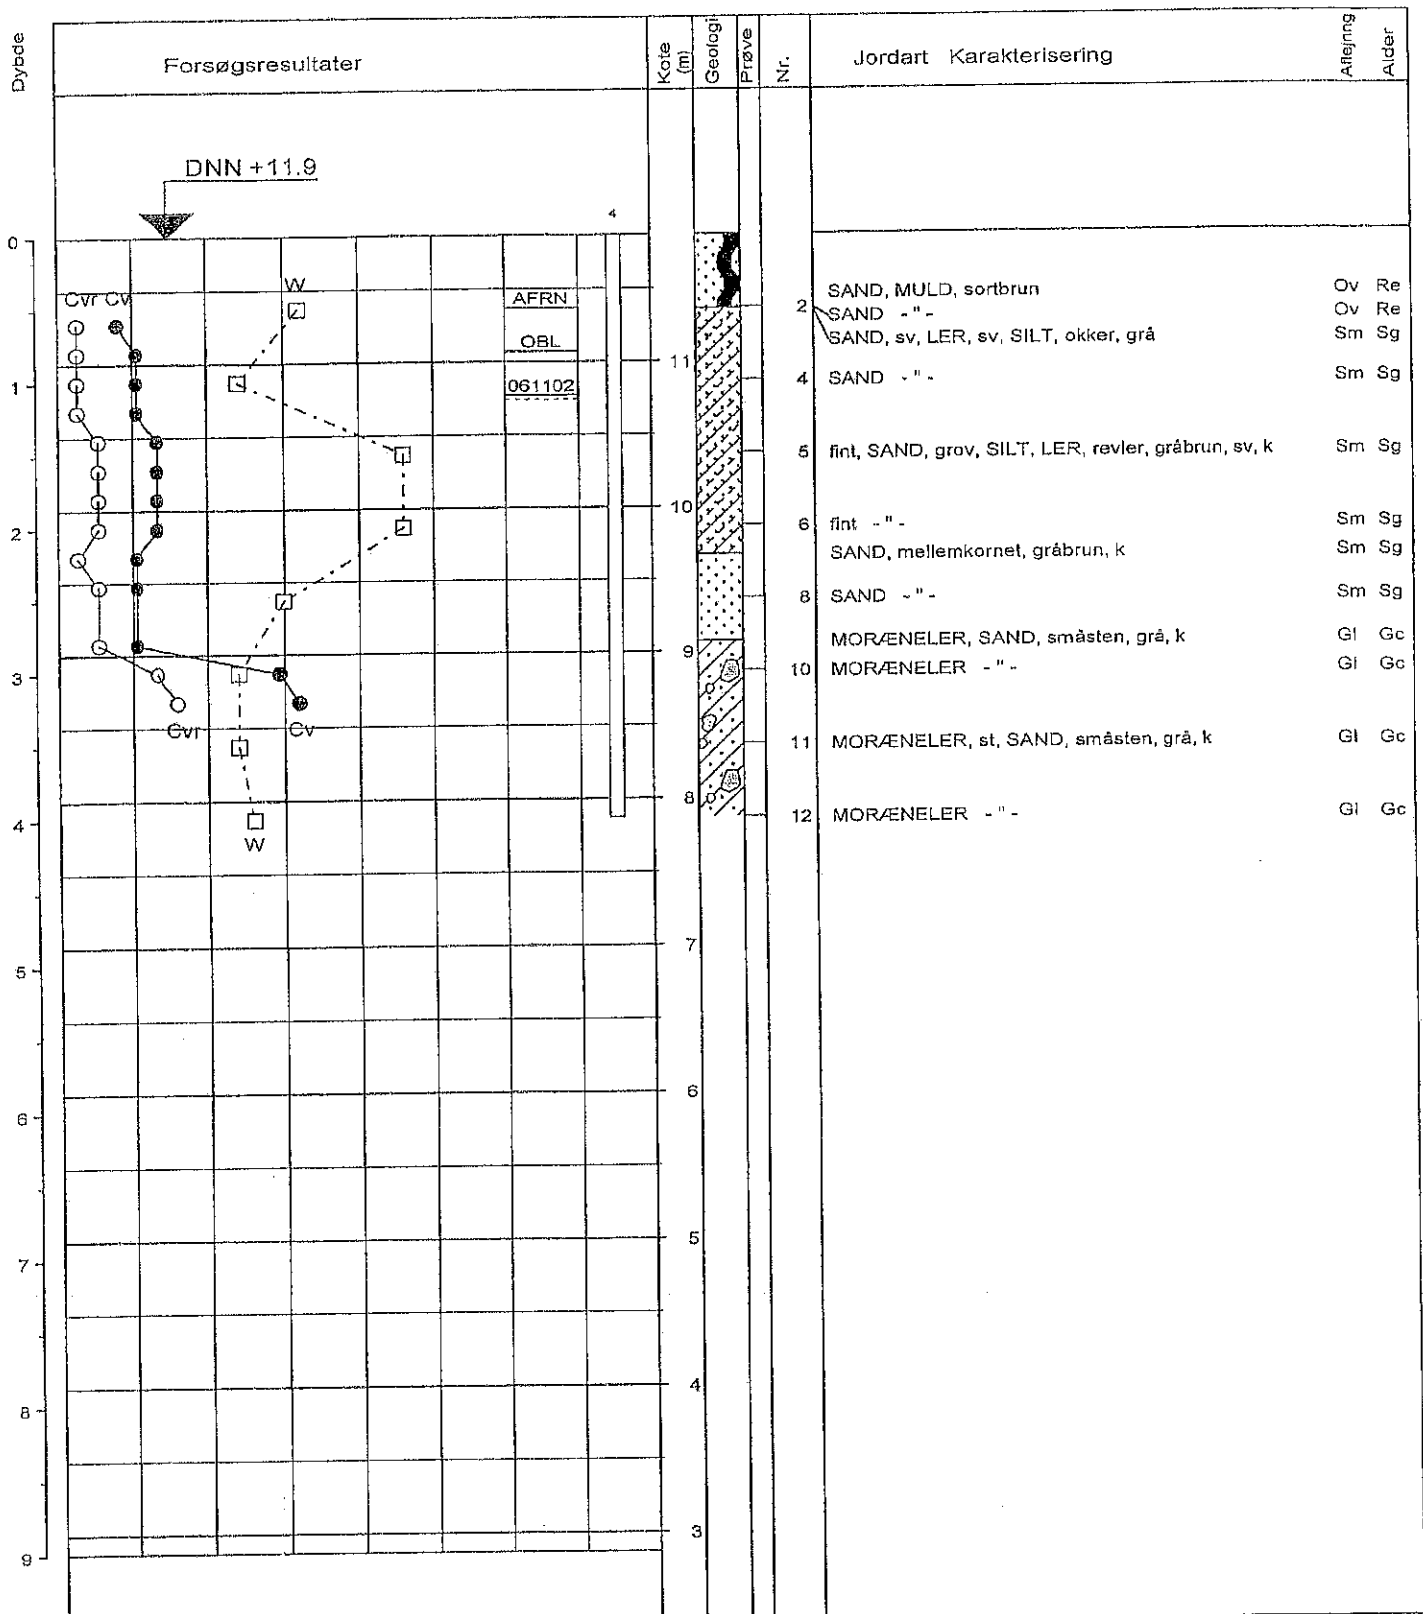 Dybde
Forsøgsresultater
Kote
(m)
Geologi
Prøve
Nr.
Jordart Karakterisering
Aflejnng
Alder
DNN +11.9
4
0
1
2
3
4
5
6
7
8
9
Cvr Cv
W
AFRN
OBL
061102
Cvr
Cv
W
11
10
9
8
7
6
5
4
3
SAND, MULD, sortbrun Ov Re
2 SAND - " - Ov Re
SAND, sv, LER, sv, SILT, okker, grå Sm Sg
4 SAND - " - Sm Sg
5 fint, SAND, grov, SILT, LER, revler, gråbrun, sv, k Sm Sg
6 fint - " - Sm Sg
SAND, mellemkornet, gråbrun, k Sm Sg
8 SAND - " - Sm Sg
MORÆNELER, SAND, småsten, grå, k Gl Gc
10 MORÆNELER - " - Gl Gc
11 MORÆNELER, st, SAND, småsten, grå, k Gl Gc
12 MORÆNELER - " - Gl Gc